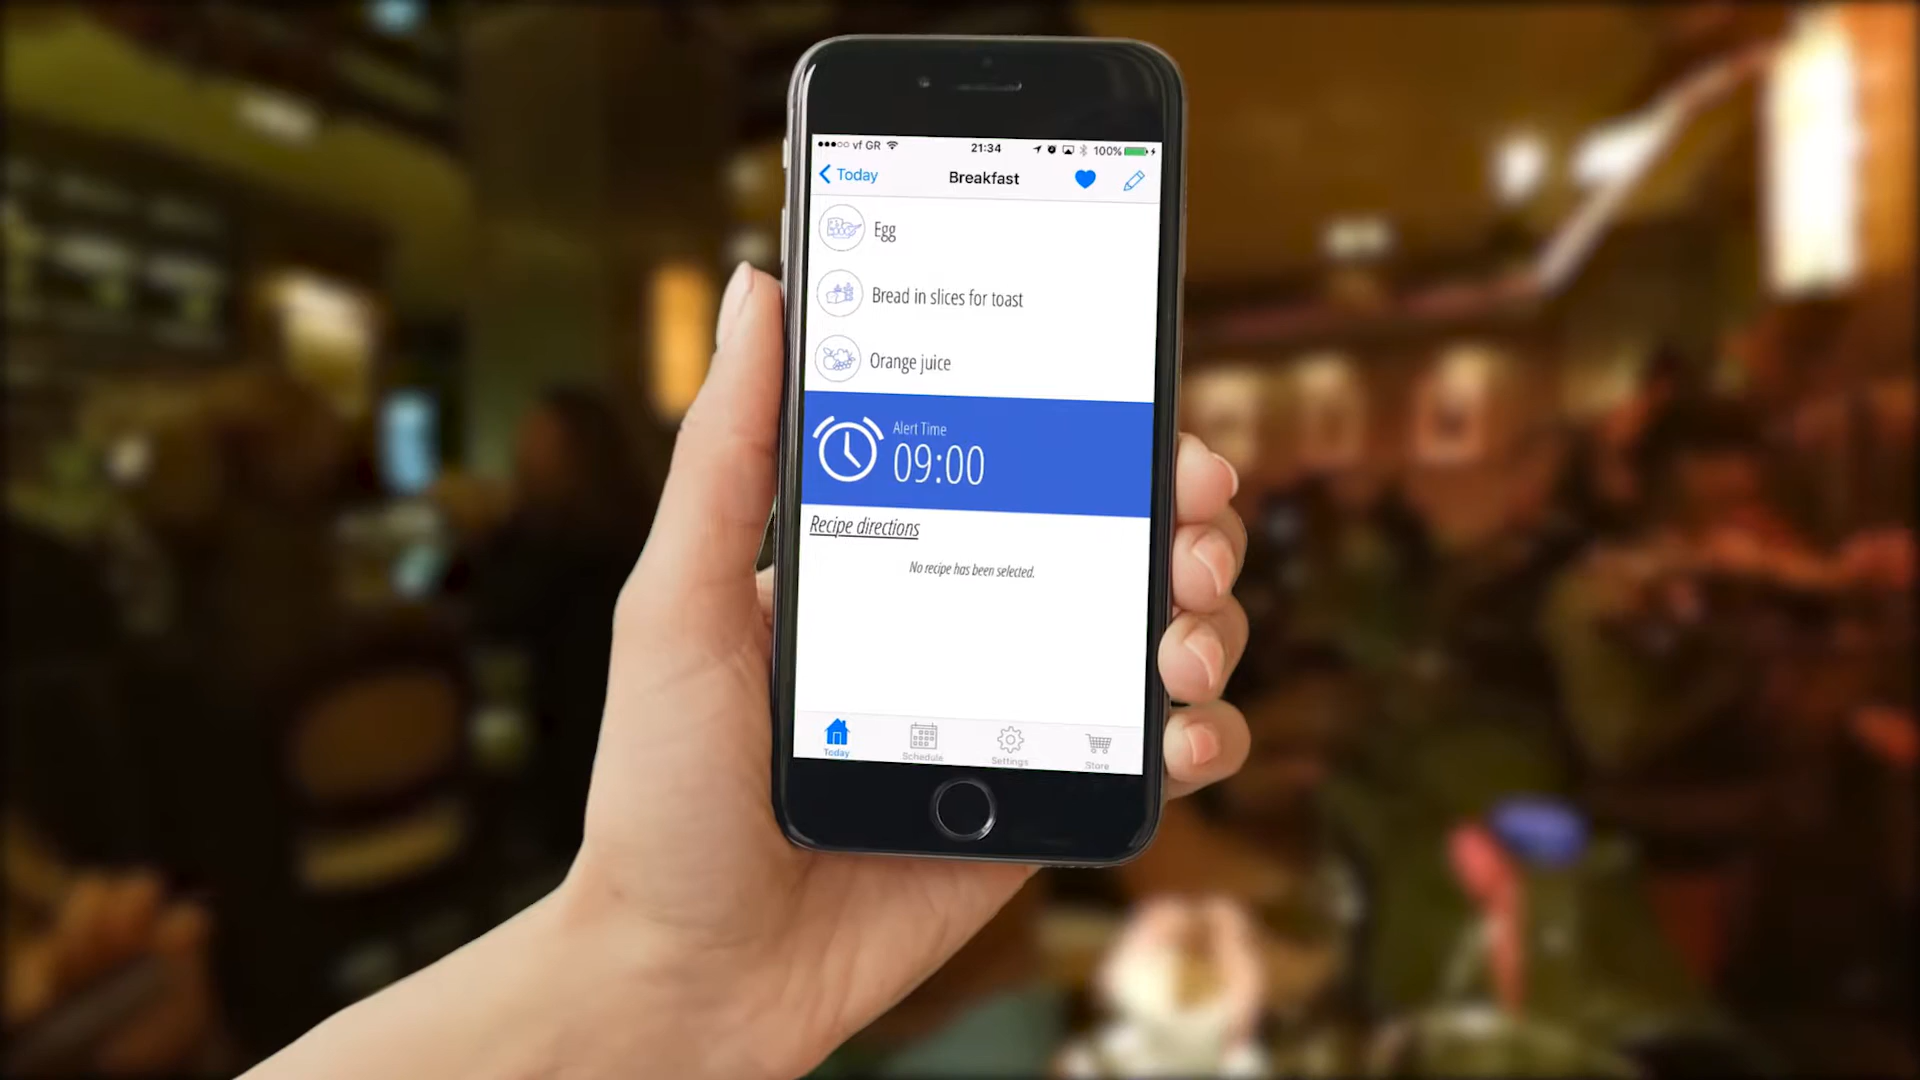 vf GR 21:34 100%
Today Breakfast
Egg
Bread in slices for toast
Orange juice
Alert Time
09:00
Recipe directions
No recipe has been selected.
Today Schedule Settings Store